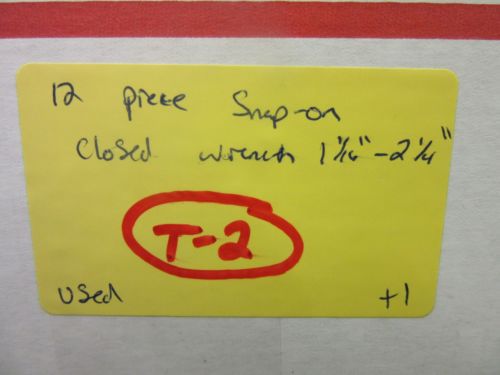 12 piece Snap-on
Closed wrench 1 1/16" - 2 1/4"
T-2
Used +1